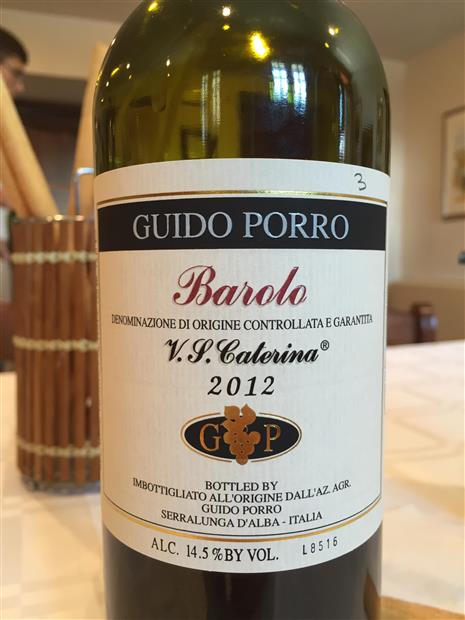 3
GUIDO PORRO
Barolo
DENOMINAZIONE DI ORIGINE CONTROLLATA E GARANTITA
V.S. Caterina®
2012
G P
BOTTLED BY
IMBOTTIGLIATO ALL'ORIGINE DALL'AZ. AGR.
GUIDO PORRO
SERRALUNGA D'ALBA - ITALIA
ALC. 14.5% BY VOL. L8516